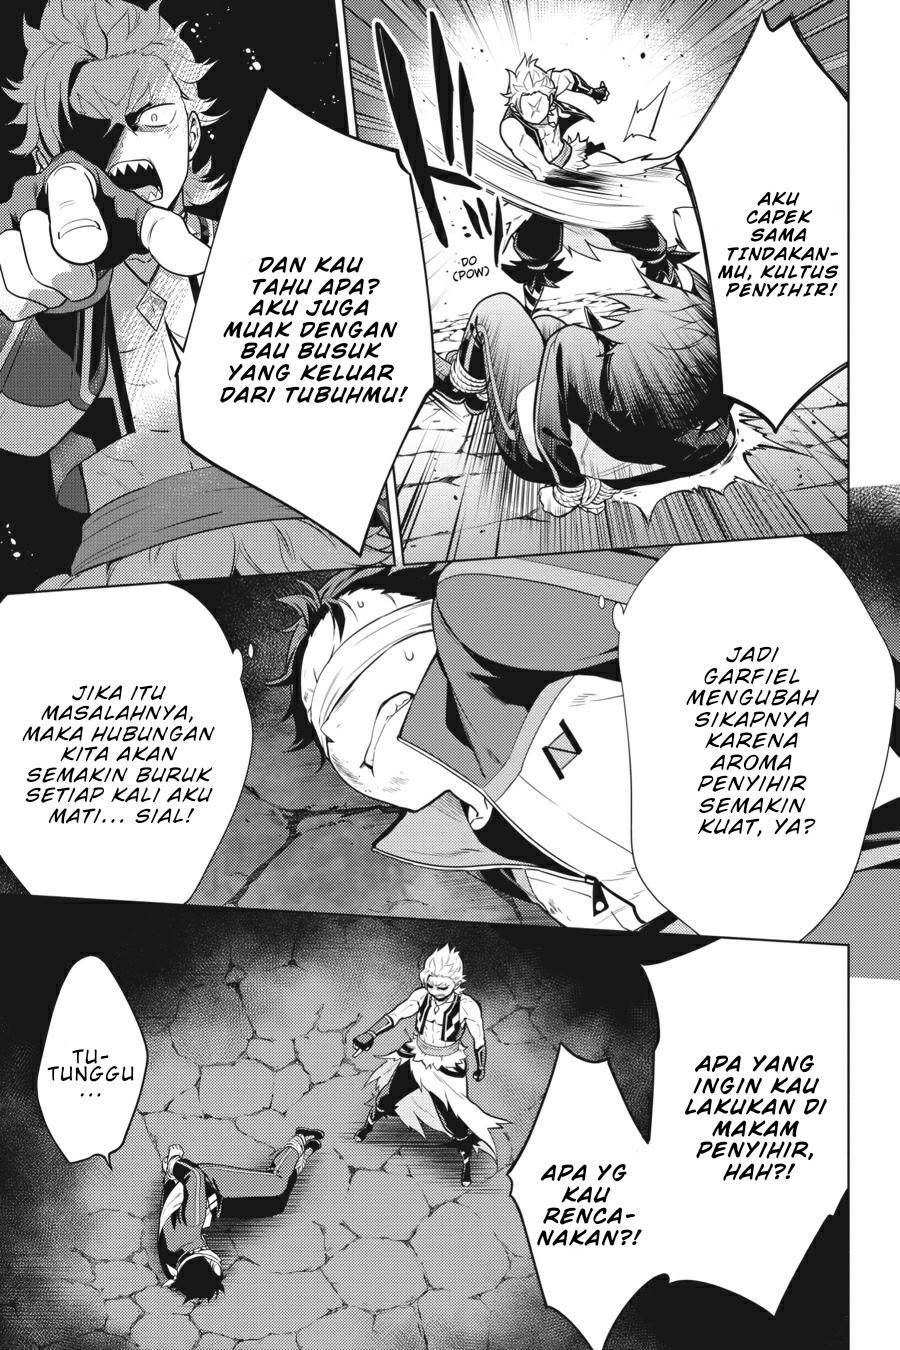 AKU
CAPEK
SAMA
TINDAKAN-
MU, KULTUS
PENYIHIR!
ドッ
DO
(POW)
DAN KAU
TAHU APA?
AKU JUGA
MUAK DENGAN
BAU BUSUK
YANG KELUAR
DARI TUBUHMU!
JADI
GARFIEL
MENGUBAH
SIKAPNYA
KARENA
AROMA
PENYIHIR
SEMAKIN
KUAT, YA?
JIKA ITU
MASALAHNYA,
MAKA HUBUNGAN
KITA AKAN
SEMAKIN BURUK
SETIAP KALI AKU
MATI... SIAL!
APA YANG
INGIN KAU
LAKUKAN DI
MAKAM
PENYIHIR,
HAH?!
APA YG
KAU
RENCA-
NAKAN?!
TU-
TUNGGU
...